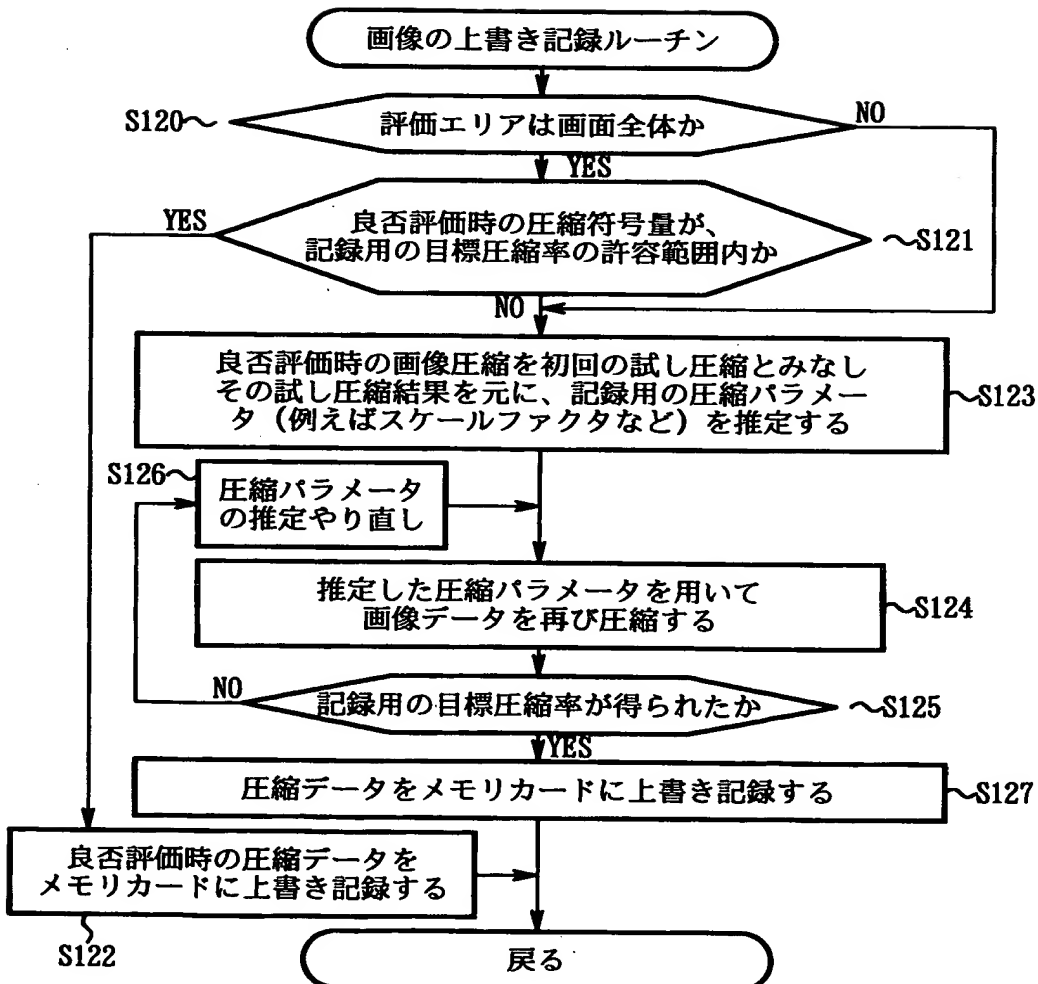 画像の上書き記録ルーチン
S120
評価エリアは画面全体か
NO
YES
YES
良否評価時の圧縮符号量が、
記録用の目標圧縮率の許容範囲内か
S121
NO
良否評価時の画像圧縮を初回の試し圧縮とみなし
その試し圧縮結果を元に、記録用の圧縮パラメー
タ（例えばスケールファクタなど）を推定する
S123
S126
圧縮パラメータ
の推定やり直し
推定した圧縮パラメータを用いて
画像データを再び圧縮する
S124
NO
記録用の目標圧縮率が得られたか
S125
YES
圧縮データをメモリカードに上書き記録する
S127
良否評価時の圧縮データを
メモリカードに上書き記録する
S122
戻る